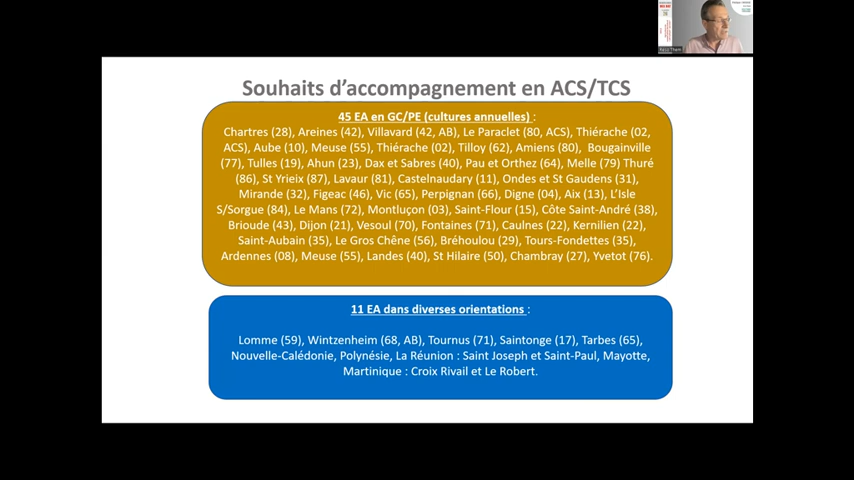 Souhaits d’accompagnement en ACS/TCS
45 EA en GC/PE (cultures annuelles) :
Chartres (28), Areines (42), Villavard (42, AB), Le Paraclet (80, ACS), Thiérache (02,
ACS), Aube (10), Meuse (55), Thiérache (02), Tilloy (62), Amiens (80), Bougainville
(77), Tulles (19), Ahun (23), Dax et Sabres (40), Pau et Orthez (64), Melle (79) Thuré
(86), St Yrieix (87), Lavaur (81), Castelnaudary (11), Ondes et St Gaudens (31),
Mirande (32), Figeac (46), Vic (65), Perpignan (66), Digne (04), Aix (13), L’Isle
S/Sorgue (84), Le Mans (72), Montluçon (03), Saint-Flour (15), Côte Saint-André (38),
Brioude (43), Dijon (21), Vesoul (70), Fontaines (71), Caulnes (22), Kernilien (22),
Saint-Aubain (35), Le Gros Chêne (56), Bréhoulou (29), Tours-Fondettes (35),
Ardennes (08), Meuse (55), Landes (40), St Hilaire (50), Chambray (27), Yvetot (76).
11 EA dans diverses orientations :
Lomme (59), Wintzenheim (68, AB), Tournus (71), Saintonge (17), Tarbes (65),
Nouvelle-Calédonie, Polynésie, La Réunion : Saint Joseph et Saint-Paul, Mayotte,
Martinique : Croix Rivail et Le Robert.